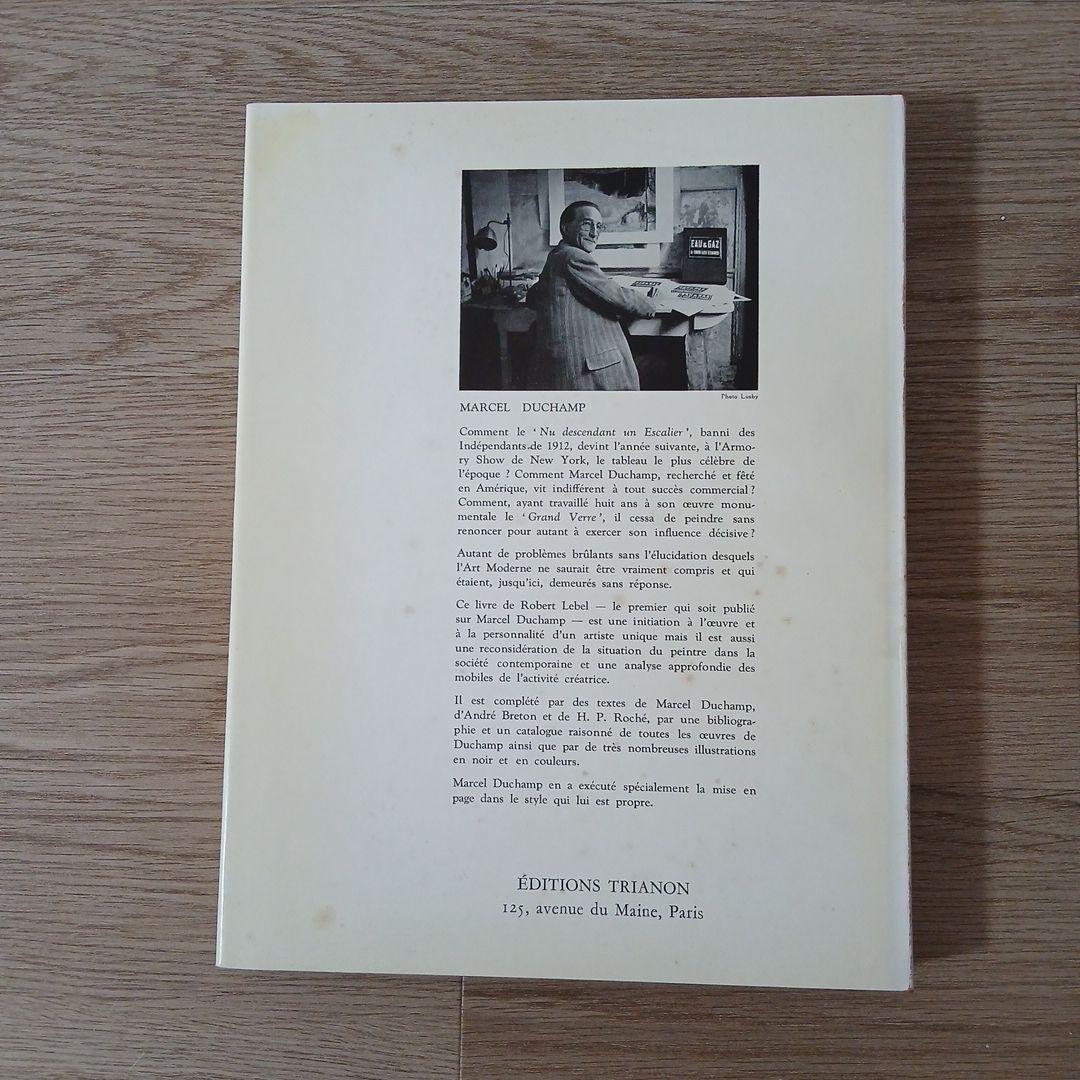 EAU & GAZ
A TOUS LES ETAGES
Photo Lusby
MARCEL DUCHAMP
Comment le ‘Nu descendant un Escalier’, banni des
Indépendants de 1912, devint l’année suivante, à l’Armo-
ry Show de New York, le tableau le plus célèbre de
l’époque ? Comment Marcel Duchamp, recherché et fêté
en Amérique, vit indifférent à tout succès commercial ?
Comment, ayant travaillé huit ans à son œuvre monu-
mentale le ‘Grand Verre’, il cessa de peindre sans
renoncer pour autant à exercer son influence décisive ?
Autant de problèmes brûlants sans l’élucidation desquels
l’Art Moderne ne saurait être vraiment compris et qui
étaient, jusqu’ici, demeurés sans réponse.
Ce livre de Robert Lebel — le premier qui soit publié
sur Marcel Duchamp — est une initiation à l’œuvre et
à la personnalité d’un artiste unique mais il est aussi
une reconsidération de la situation du peintre dans la
société contemporaine et une analyse approfondie des
mobiles de l’activité créatrice.
Il est complété par des textes de Marcel Duchamp,
d’André Breton et de H. P. Roché, par une bibliogra-
phie et un catalogue raisonné de toutes les œuvres de
Duchamp ainsi que par de très nombreuses illustrations
en noir et en couleurs.
Marcel Duchamp en a exécuté spécialement la mise en
page dans le style qui lui est propre.
ÉDITIONS TRIANON
125, avenue du Maine, Paris